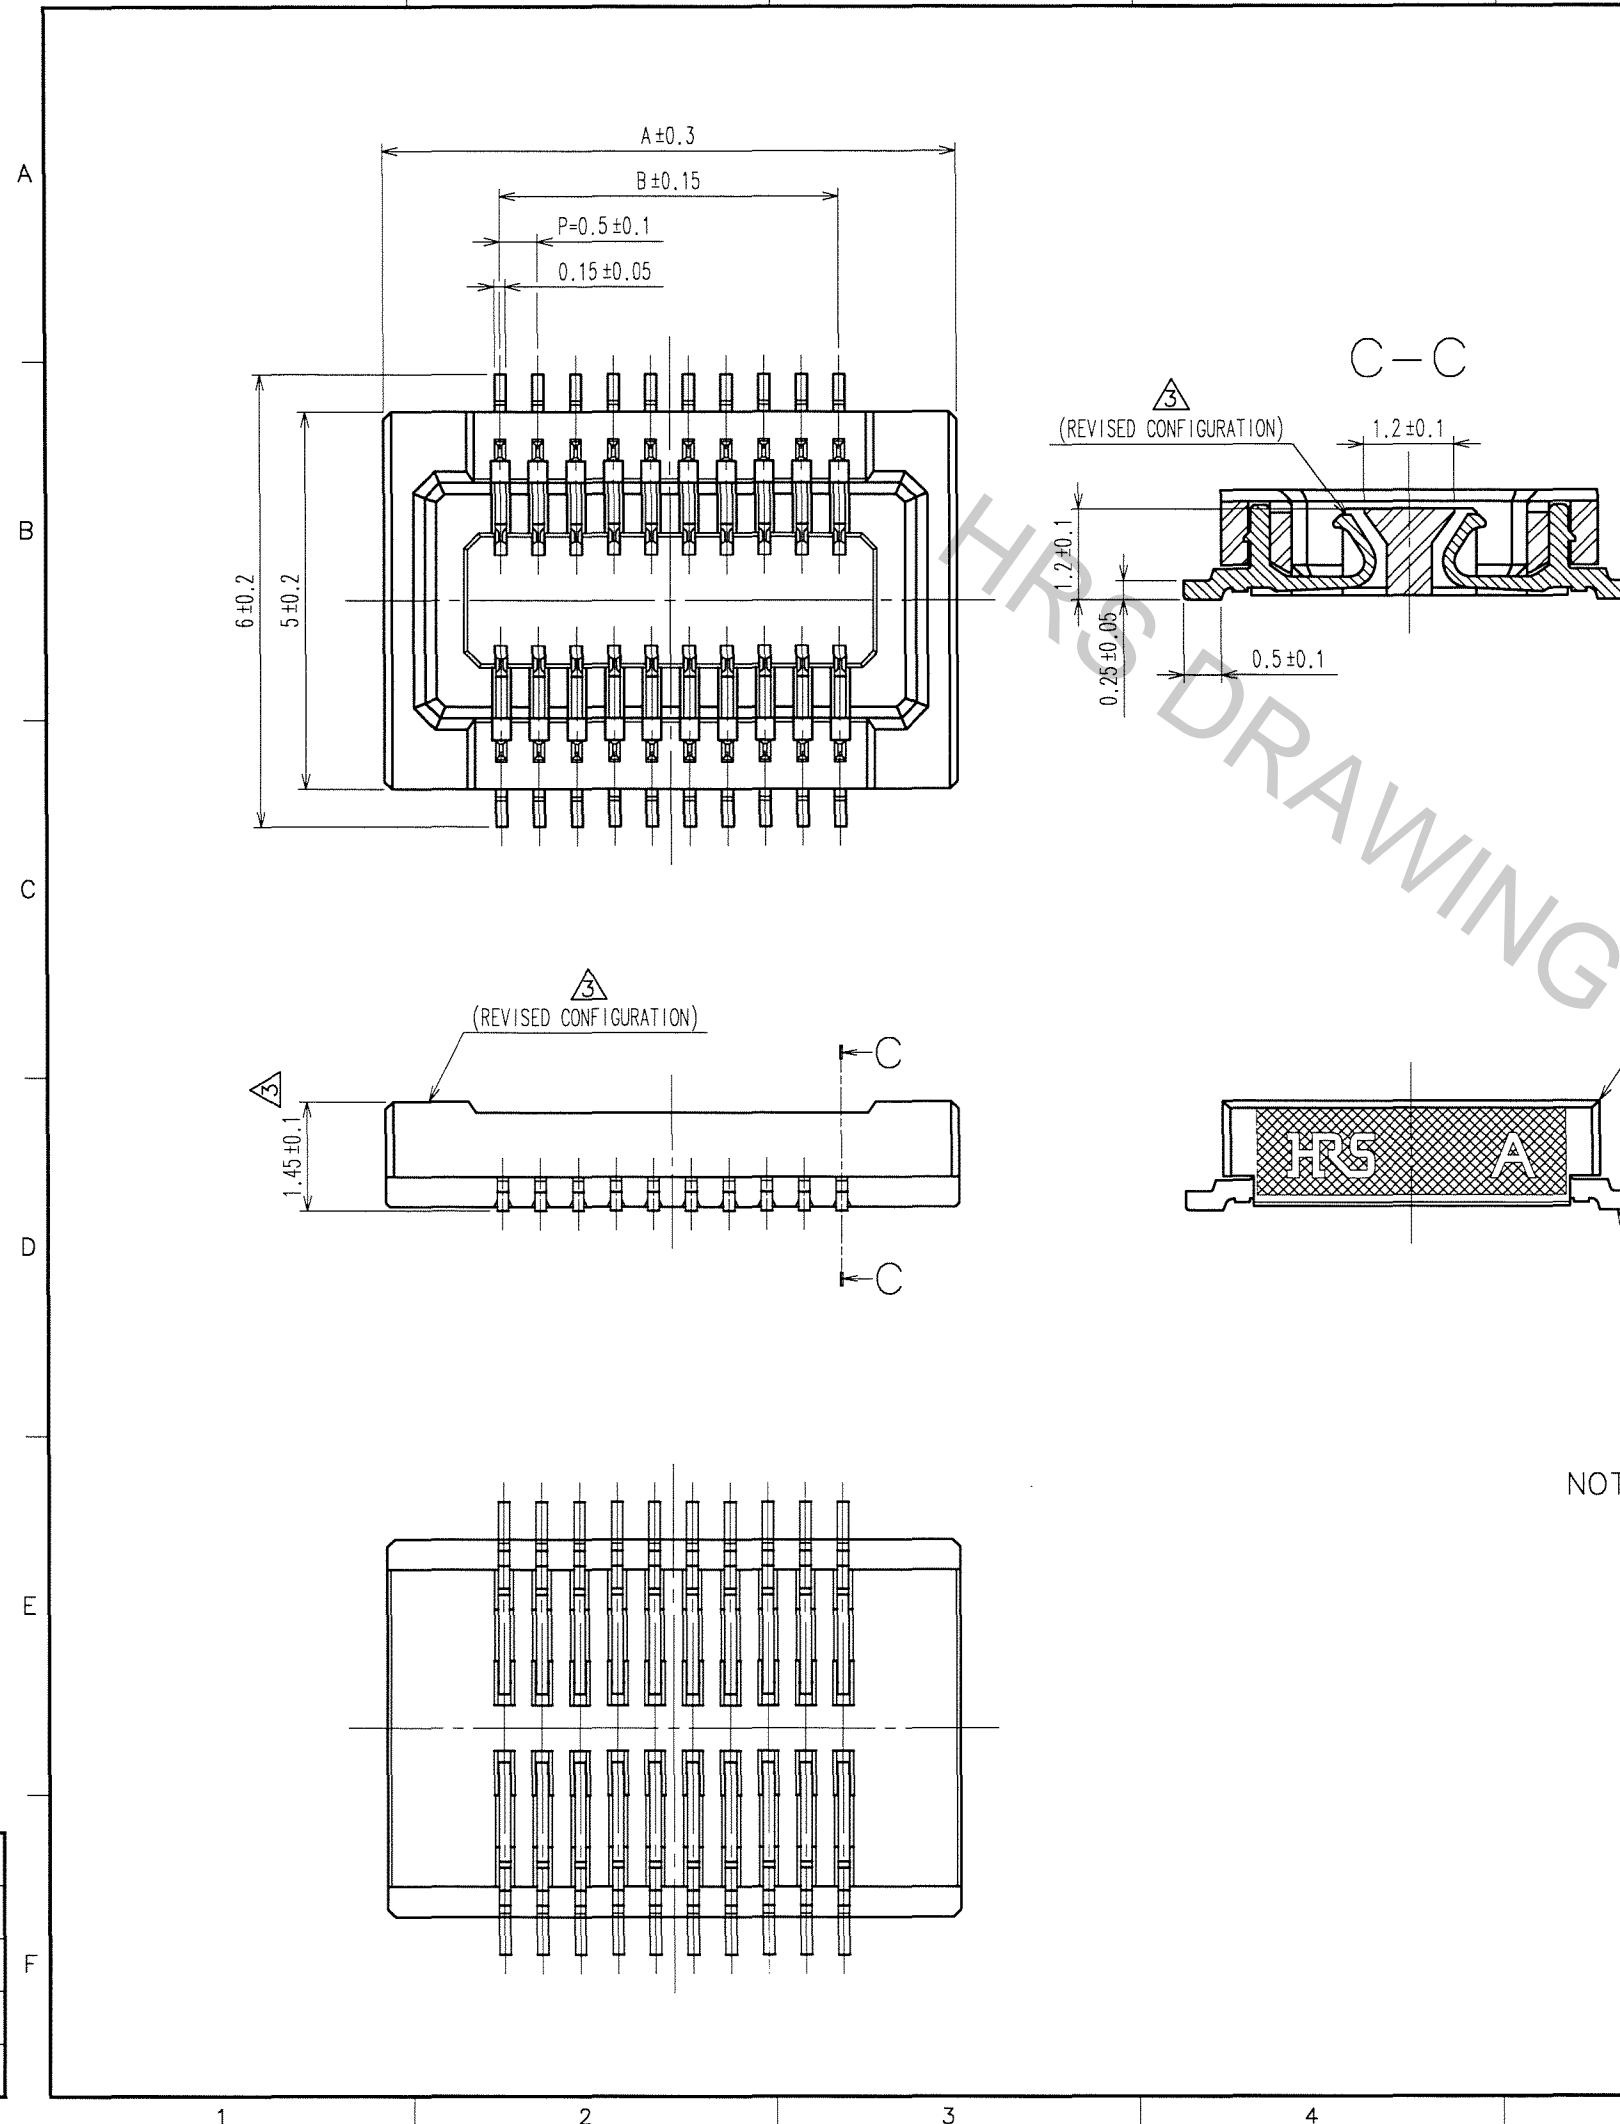 A
A±0.3
B±0.15
P=0.5±0.1
0.15±0.05
C-C
3
(REVISED CONFIGURATION)
1.2±0.1
B
6±0.2
5±0.2
1.2±0.1
0.25±0.05
0.5±0.1
HRS DRAWING
C
3
(REVISED CONFIGURATION)
C
3
1.45±0.1
HRS A
D
C
NOT
E
F
1 2 3 4